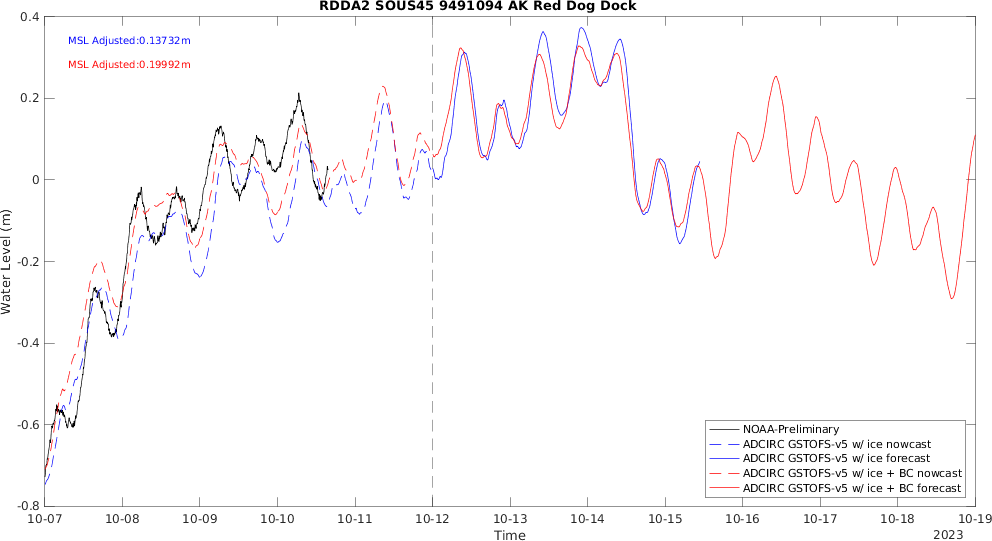 RDDA2 SOUS45 9491094 AK Red Dog Dock
MSL Adjusted:0.13732m
MSL Adjusted:0.19992m
Water Level (m)
0.4
0.2
0
-0.2
-0.4
-0.6
-0.8
NOAA-Preliminary
ADCIRC GSTOFS-v5 w/ ice nowcast
ADCIRC GSTOFS-v5 w/ ice forecast
ADCIRC GSTOFS-v5 w/ ice + BC nowcast
ADCIRC GSTOFS-v5 w/ ice + BC forecast
10-07 10-08 10-09 10-10 10-11 10-12 10-13 10-14 10-15 10-16 10-17 10-18 10-19
Time
2023